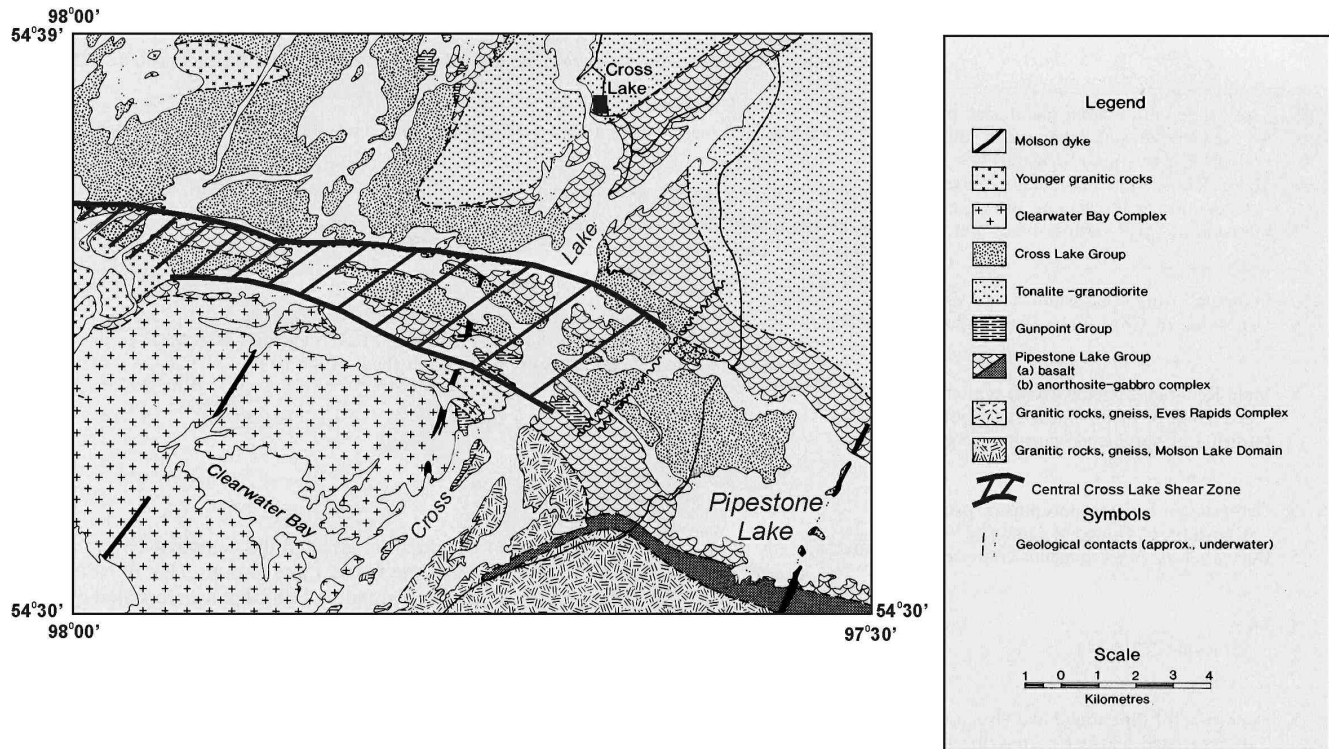 98°00'
54°39'
Cross
Lake
Lake
Clearwater Bay
Cross
Pipestone
Lake
54°30'
54°30'
98°00'
97°30'
Legend
Molson dyke
Younger granitic rocks
Clearwater Bay Complex
Cross Lake Group
Tonalite-granodiorite
Gunpoint Group
Pipestone Lake Group
(a) basalt
(b) anorthosite-gabbro complex
Granitic rocks, gneiss, Eves Rapids Complex
Granitic rocks, gneiss, Molson Lake Domain
Central Cross Lake Shear Zone
Symbols
Geological contacts (approx., underwater)
Scale
1 0 1 2 3 4
Kilometres